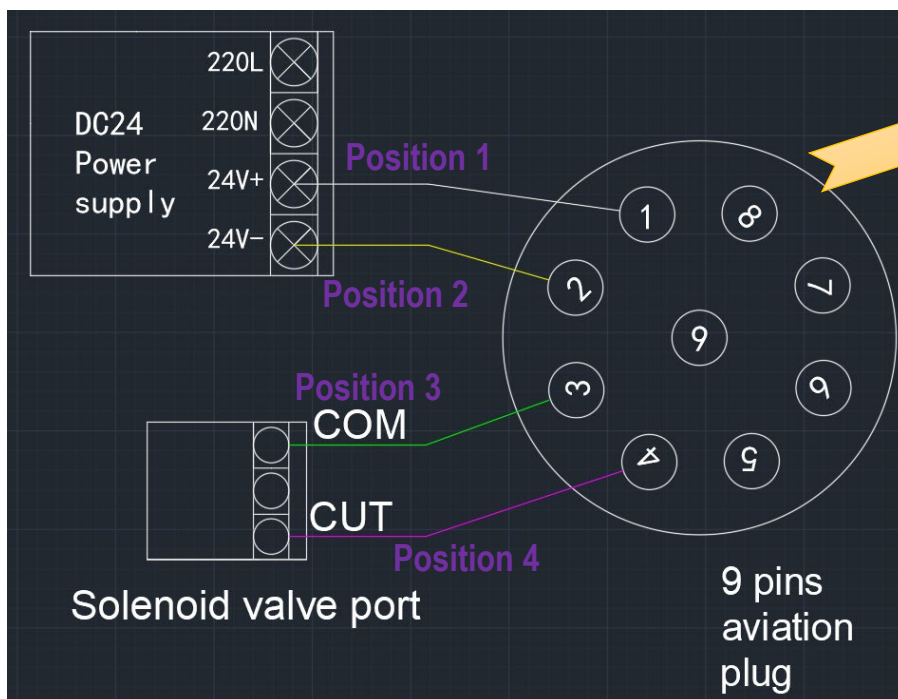 220L
DC24
Power
supply
220N
24V+
24V-
Position 1
Position 2
1
8
2
7
9
3
6
4
5
Position 3
COM
CUT
Position 4
Solenoid valve port
9 pins
aviation
plug